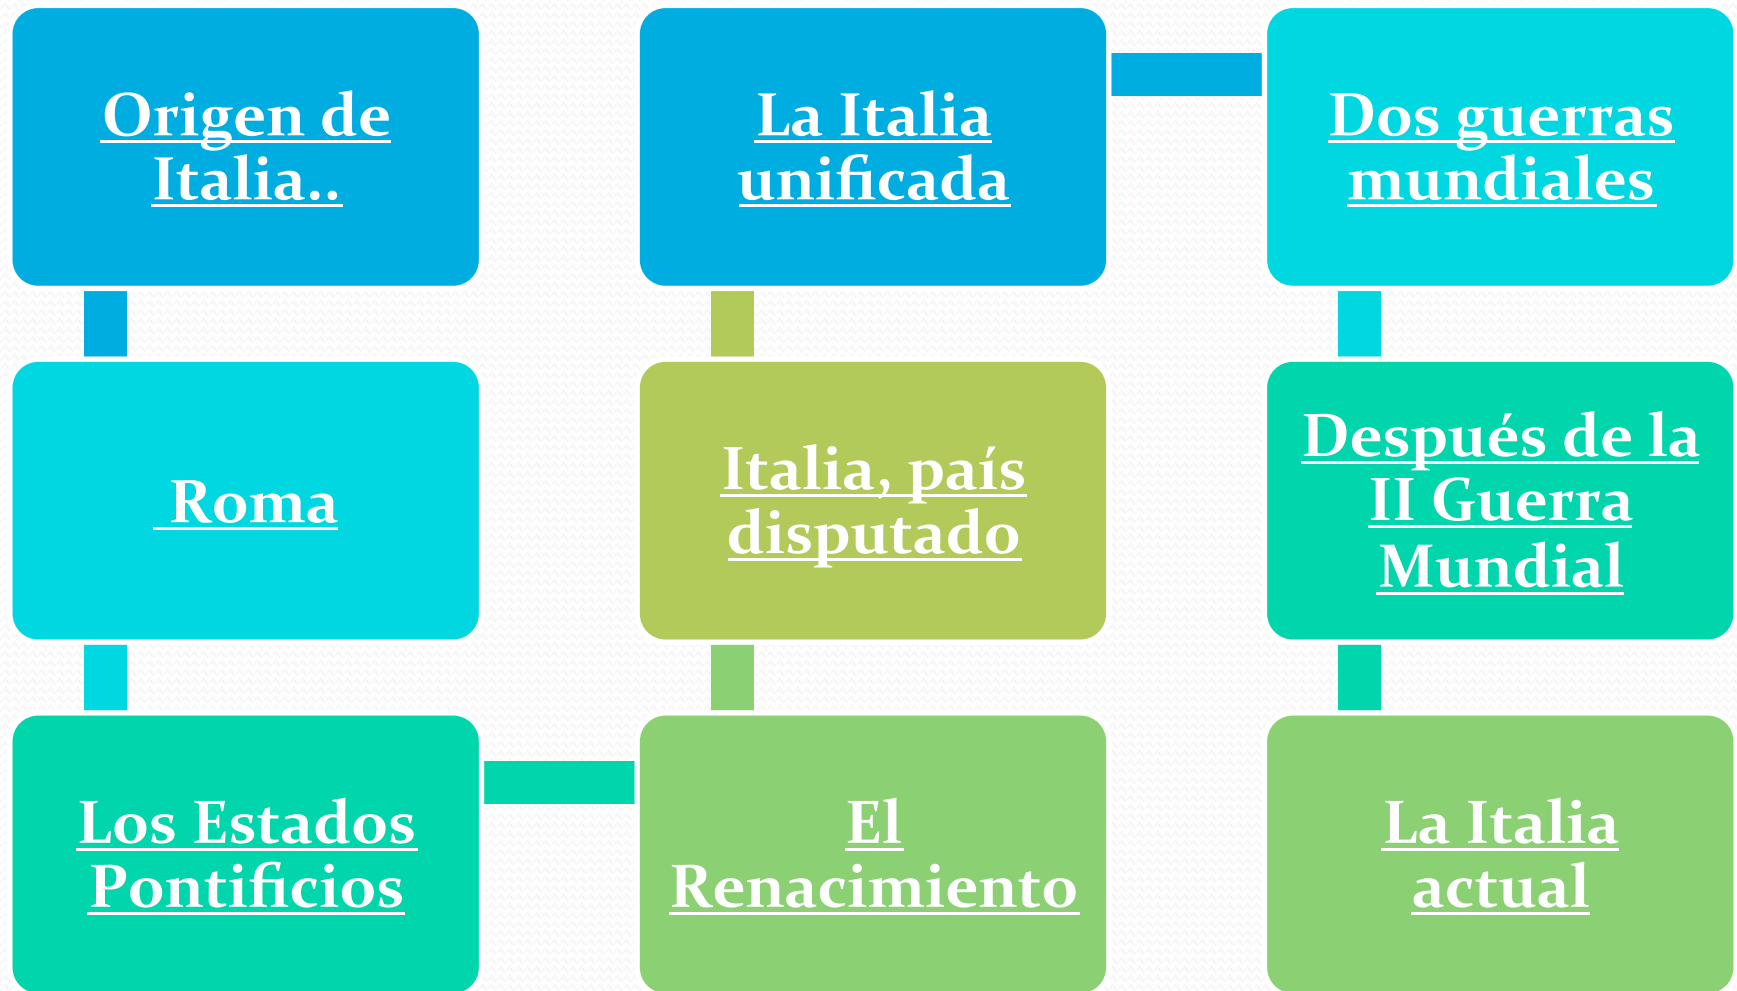 Origen de
Italia..
Roma
Los Estados
Pontificios
El
Renacimiento
Italia, país
disputado
La Italia
unificada
Dos guerras
mundiales
Después de la
II Guerra
Mundial
La Italia
actual